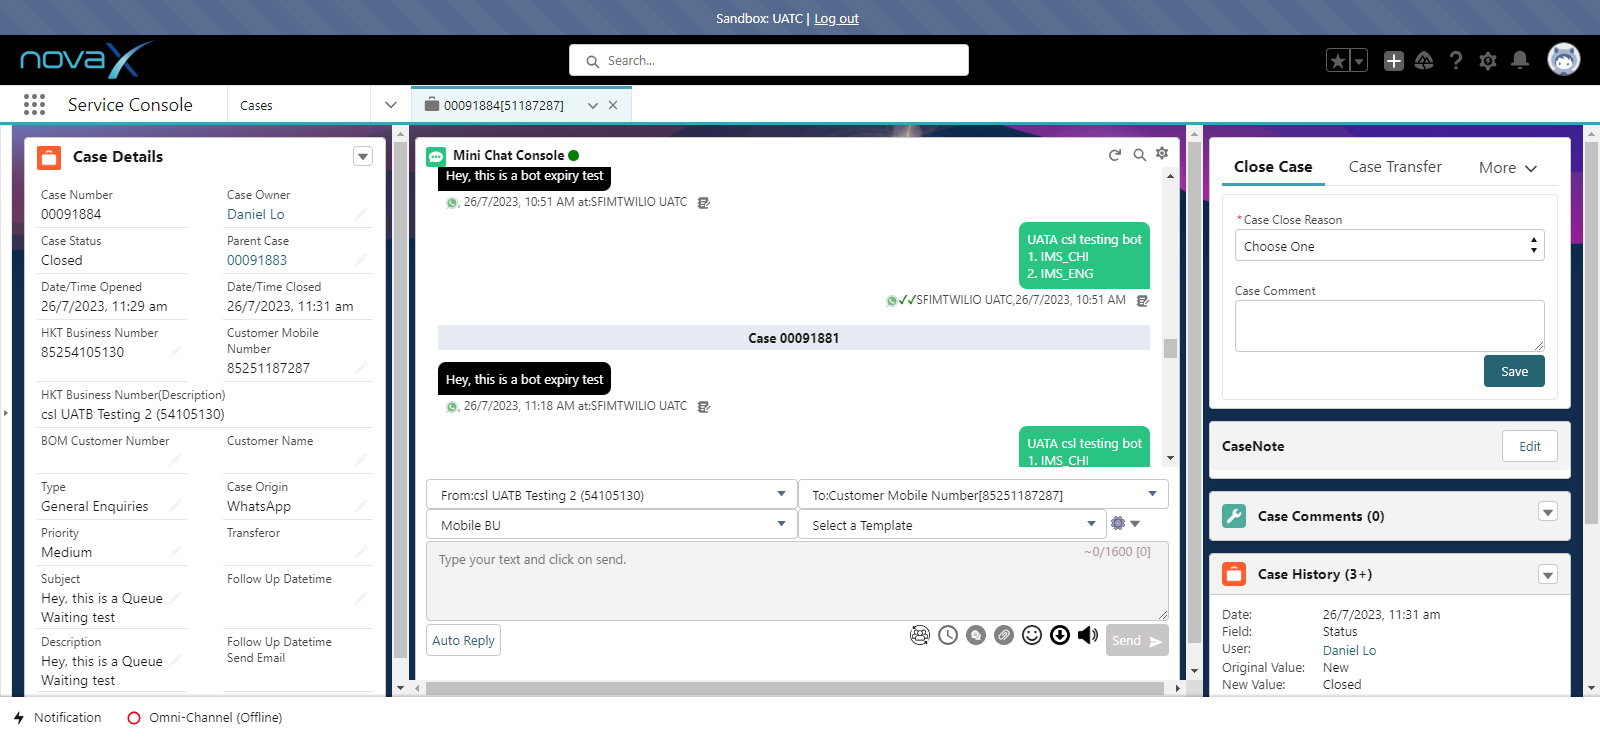 Sandbox: UATC | Log out
novax
Search...
Service Console
Cases
00091884[51187287]
Case Details
Case Number
00091884
Case Owner
Daniel Lo
Case Status
Closed
Parent Case
00091883
Date/Time Opened
26/7/2023, 11:29 am
Date/Time Closed
26/7/2023, 11:31 am
HKT Business Number
85254105130
Customer Mobile
Number
85251187287
HKT Business Number(Description)
csl UATB Testing 2 (54105130)
BOM Customer Number
Customer Name
Type
General Enquiries
Case Origin
WhatsApp
Priority
Medium
Transferor
Subject
Hey, this is a Queue
Waiting test
Follow Up Datetime
Description
Hey, this is a Queue
Waiting test
Follow Up Datetime
Send Email
Mini Chat Console
Hey, this is a bot expiry test
, 26/7/2023, 10:51 AM at:SFIMTWILIO UATC
UATA csl testing bot
1. IMS_CHI
2. IMS_ENG
SFIMTWILIO UATC,26/7/2023, 10:51 AM
Case 00091881
Hey, this is a bot expiry test
, 26/7/2023, 11:18 AM at:SFIMTWILIO UATC
UATA csl testing bot
1. IMS_CHI
From:csl UATB Testing 2 (54105130)
To:Customer Mobile Number[85251187287]
Mobile BU
Select a Template
Type your text and click on send.
~0/1600 [0]
Auto Reply
Send
Close Case
Case Transfer
More
*Case Close Reason
Choose One
Case Comment
Save
CaseNote
Edit
Case Comments (0)
Case History (3+)
Date: 26/7/2023, 11:31 am
Field: Status
User: Daniel Lo
Original Value: New
New Value: Closed
Notification
Omni-Channel (Offline)